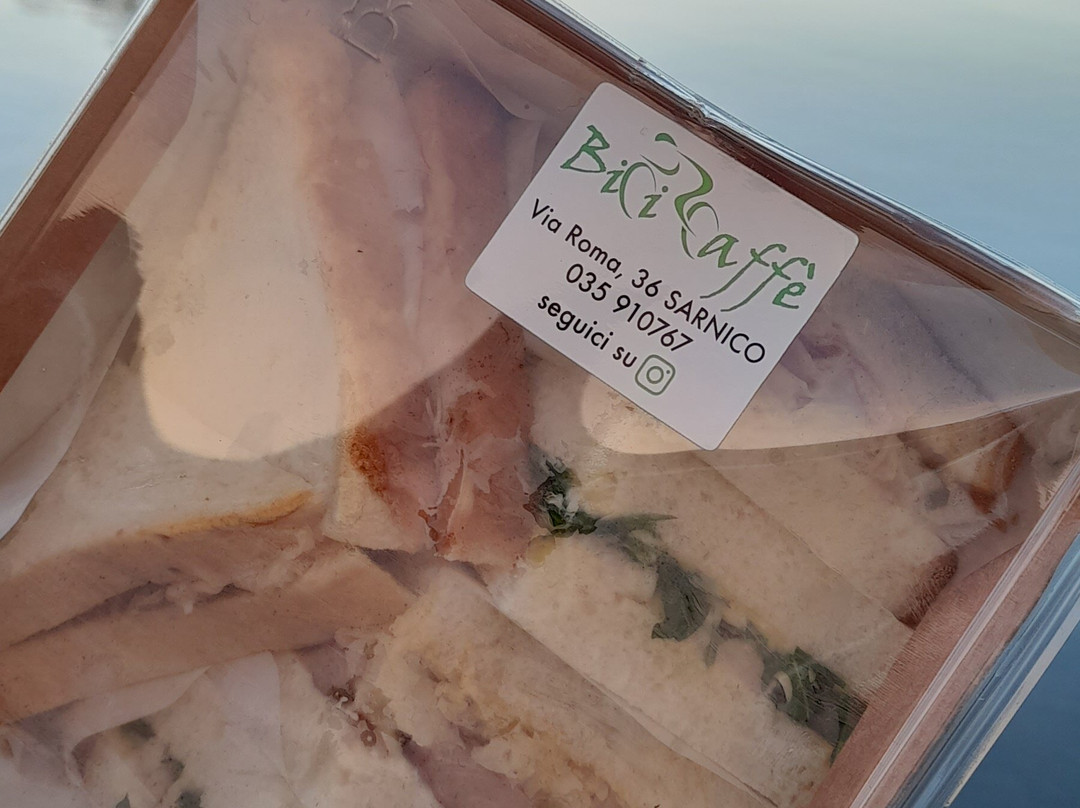 BiCi Caffè
Via Roma, 36 SARNICO
035 910767
seguici su